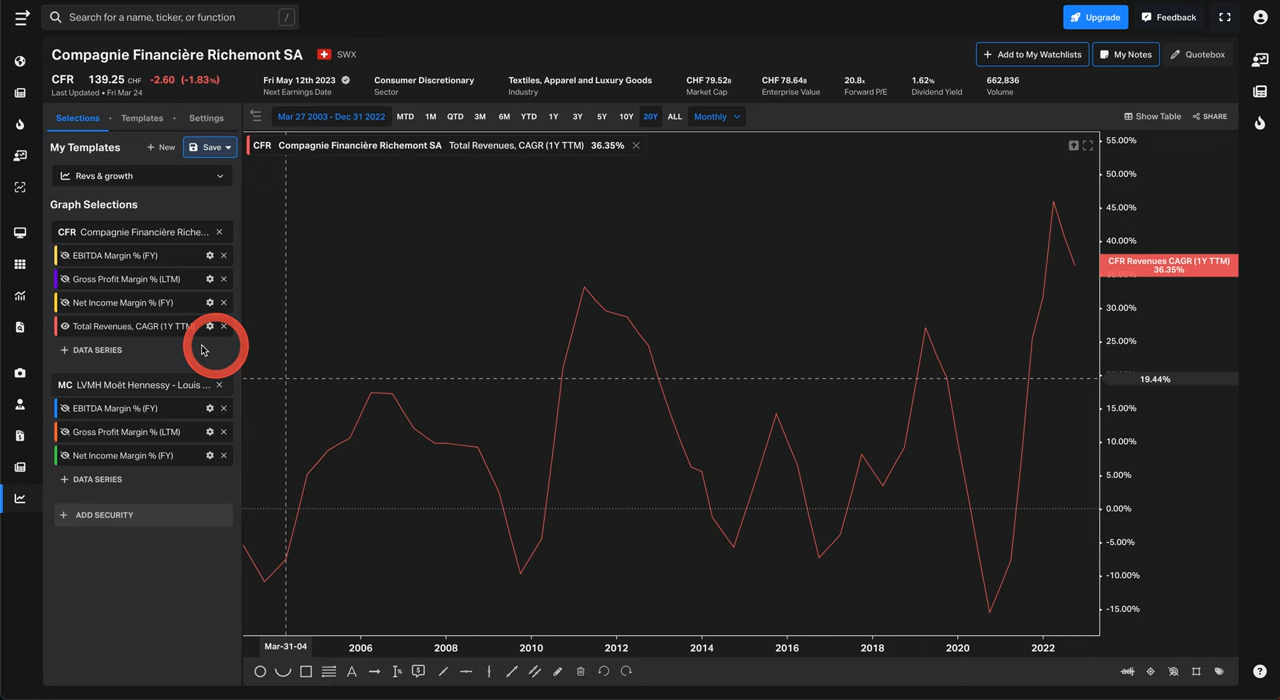 Search for a name, ticker, or function /
Upgrade Feedback
Compagnie Financière Richemont SA SWX
Add to My Watchlists My Notes Quotebox
CFR 139.25 CHF -2.60 (-1.83%)
Last Updated • Fri Mar 24
Fri May 12th 2023
Next Earnings Date
Consumer Discretionary
Sector
Textiles, Apparel and Luxury Goods
Industry
CHF 79.52B
Market Cap
CHF 78.64B
Enterprise Value
20.8x
Forward P/E
1.62%
Dividend Yield
662,836
Volume
Selections • Templates • Settings
Mar 27 2003 - Dec 31 2022 MTD 1M QTD 3M 6M YTD 1Y 3Y 5Y 10Y 20Y ALL Monthly
Show Table SHARE
My Templates + New Save
Revs & growth
Graph Selections
CFR Compagnie Financière Riche...
EBITDA Margin % (FY)
Gross Profit Margin % (LTM)
Net Income Margin % (FY)
Total Revenues, CAGR (1Y TTM
+ DATA SERIES
MC LVMH Moët Hennessy - Louis ...
EBITDA Margin % (FY)
Gross Profit Margin % (LTM)
Net Income Margin % (FY)
+ DATA SERIES
+ ADD SECURITY
CFR Compagnie Financière Richemont SA Total Revenues, CAGR (1Y TTM) 36.35%
55.00%
50.00%
45.00%
40.00%
CFR Revenues CAGR (1Y TTM)
36.35%
30.00%
25.00%
19.44%
15.00%
10.00%
5.00%
0.00%
-5.00%
-10.00%
-15.00%
Mar-31-04 2006 2008 2010 2012 2014 2016 2018 2020 2022